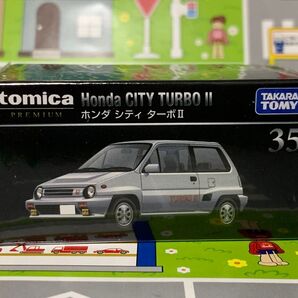 tomica
PREMIUM
Honda CITY TURBO II
ホンダ シティ ターボⅡ
TAKARA
TOMY
35